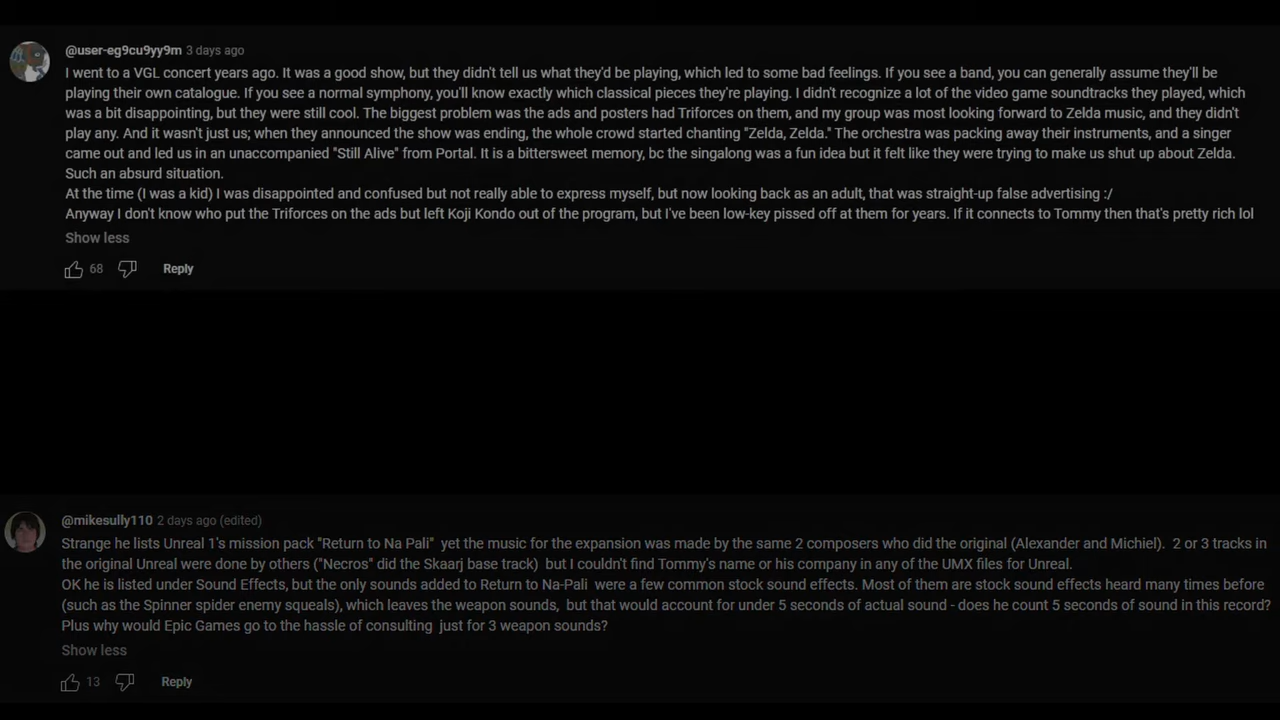 @user-eg9cu9yy9m 3 days ago
I went to a VGL concert years ago. It was a good show, but they didn't tell us what they'd be playing, which led to some bad feelings. If you see a band, you can generally assume they'll be
playing their own catalogue. If you see a normal symphony, you'll know exactly which classical pieces they're playing. I didn't recognize a lot of the video game soundtracks they played, which
was a bit disappointing, but they were still cool. The biggest problem was the ads and posters had Triforces on them, and my group was most looking forward to Zelda music, and they didn't
play any. And it wasn't just us; when they announced the show was ending, the whole crowd started chanting "Zelda, Zelda." The orchestra was packing away their instruments, and a singer
came out and led us in an unaccompanied "Still Alive" from Portal. It is a bittersweet memory, bc the singalong was a fun idea but it felt like they were trying to make us shut up about Zelda.
Such an absurd situation.
At the time (I was a kid) I was disappointed and confused but not really able to express myself, but now looking back as an adult, that was straight-up false advertising :/
Anyway I don't know who put the Triforces on the ads but left Koji Kondo out of the program, but I've been low-key pissed off at them for years. If it connects to Tommy then that's pretty rich lol
Show less
68 Reply
@mikesully110 2 days ago (edited)
Strange he lists Unreal 1's mission pack "Return to Na Pali" yet the music for the expansion was made by the same 2 composers who did the original (Alexander and Michiel). 2 or 3 tracks in
the original Unreal were done by others ("Necros" did the Skaarj base track) but I couldn't find Tommy's name or his company in any of the UMX files for Unreal.
OK he is listed under Sound Effects, but the only sounds added to Return to Na-Pali were a few common stock sound effects. Most of them are stock sound effects heard many times before
(such as the Spinner spider enemy squeals), which leaves the weapon sounds, but that would account for under 5 seconds of actual sound - does he count 5 seconds of sound in this record?
Plus why would Epic Games go to the hassle of consulting just for 3 weapon sounds?
Show less
13 Reply